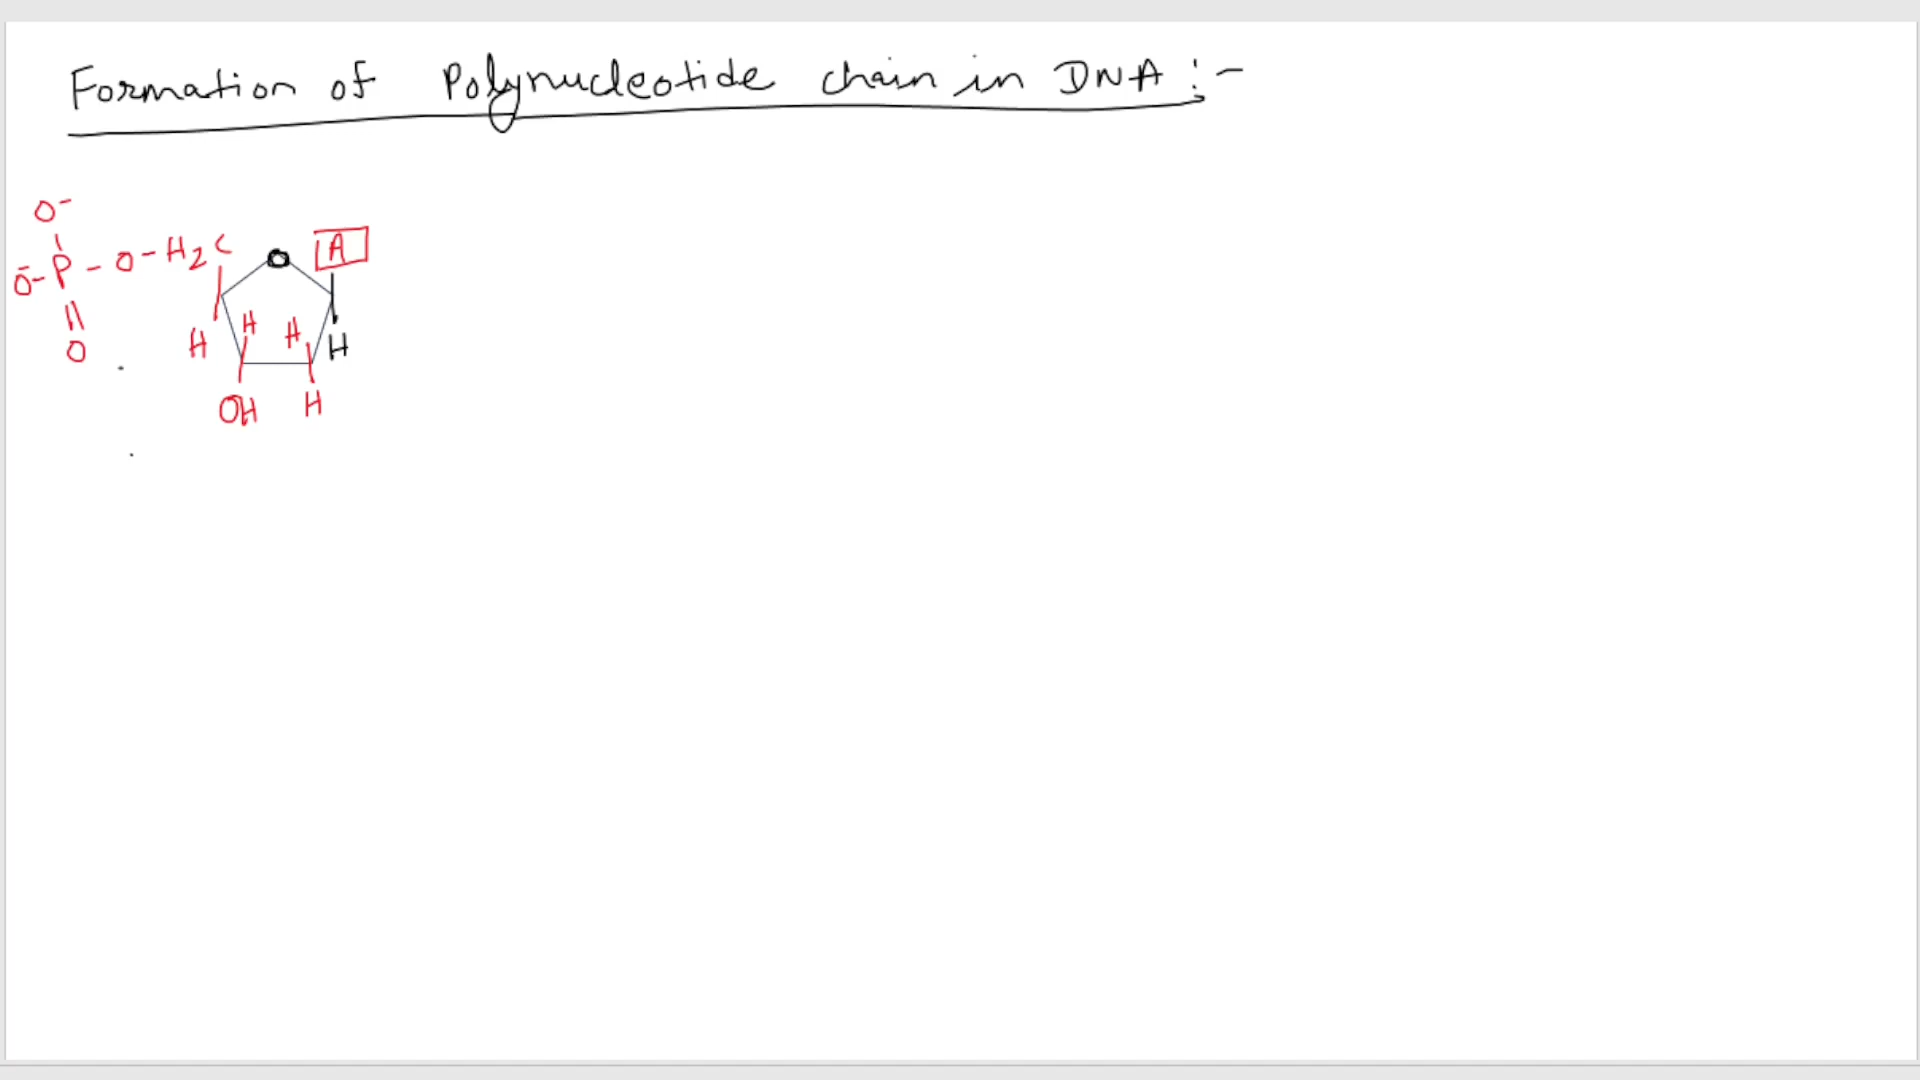 Formation of Polynucleotide chain in DNA :-
O-
O- P - O - H2C O A
O
H H H H
OH H